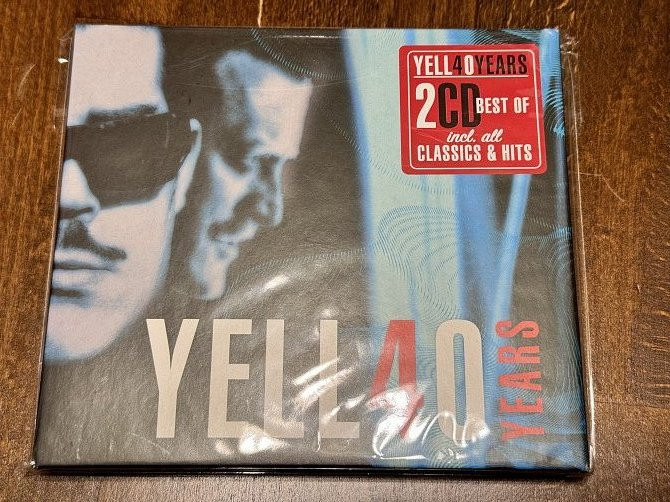 YELL40YEARS
2CD BEST OF
incl. all
CLASSICS & HITS
YELL40
YEARS